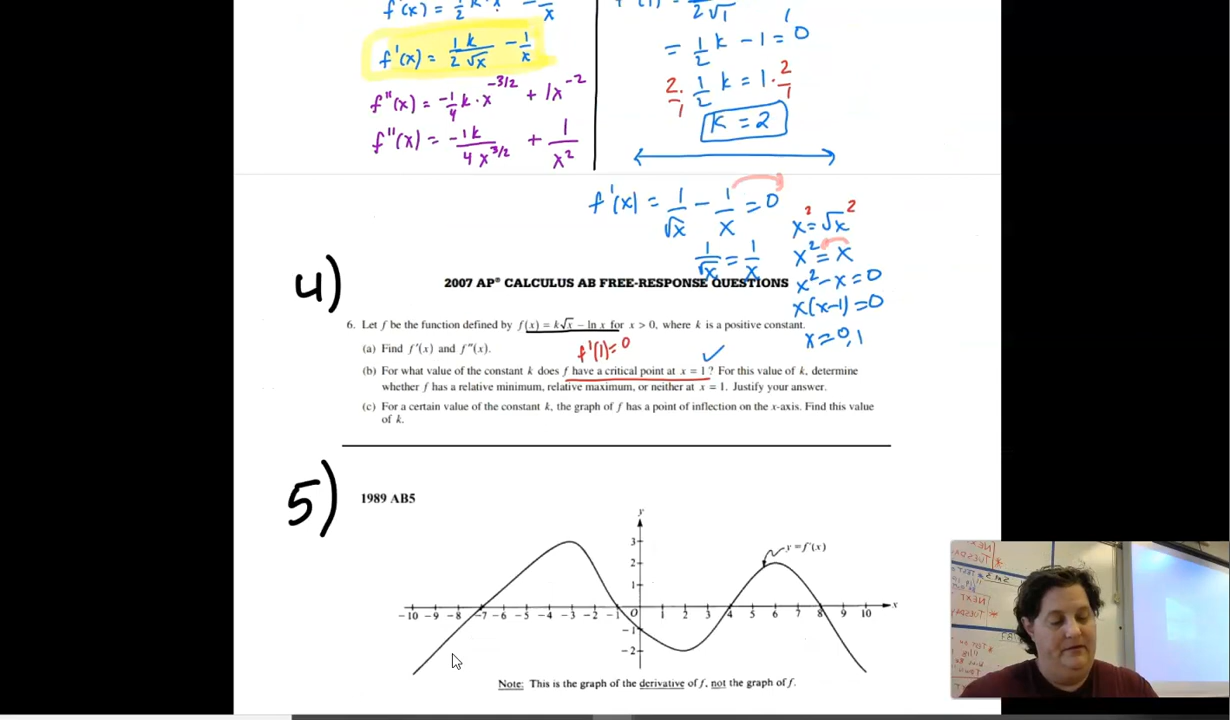 f'(x) = 1/2 k
x
f'(x) = 1k/2√x − 1/x
f"(x) = −1/4 k · x^−3/2 + 1x^−2
f"(x) = −1k/4x^3/2 + 1/x²
2√1
= 1/2 k − 1 = 0
2/1 · 1/2 k = 1 · 2/1
k = 2
f'(x) = 1/√x − 1/x = 0
1/√x = 1/x
x² = √x²
x² = x
x² − x = 0
x(x−1) = 0
x = 0, 1
4)
2007 AP® CALCULUS AB FREE-RESPONSE QUESTIONS
6. Let f be the function defined by f(x) = k√x − ln x for x > 0, where k is a positive constant.
(a) Find f′(x) and f″(x).
f'(1) = 0
(b) For what value of the constant k does f have a critical point at x = 1 ? For this value of k, determine
whether f has a relative minimum, relative maximum, or neither at x = 1. Justify your answer.
(c) For a certain value of the constant k, the graph of f has a point of inflection on the x-axis. Find this value
of k.
5)
1989 AB5
y
3
2
1
y = f′(x)
−10 −9 −8 −7 −6 −5 −4 −3 −2 −1 O 1 2 3 4 5 6 7 8 9 10 x
−1
−2
Note: This is the graph of the derivative of f, not the graph of f.